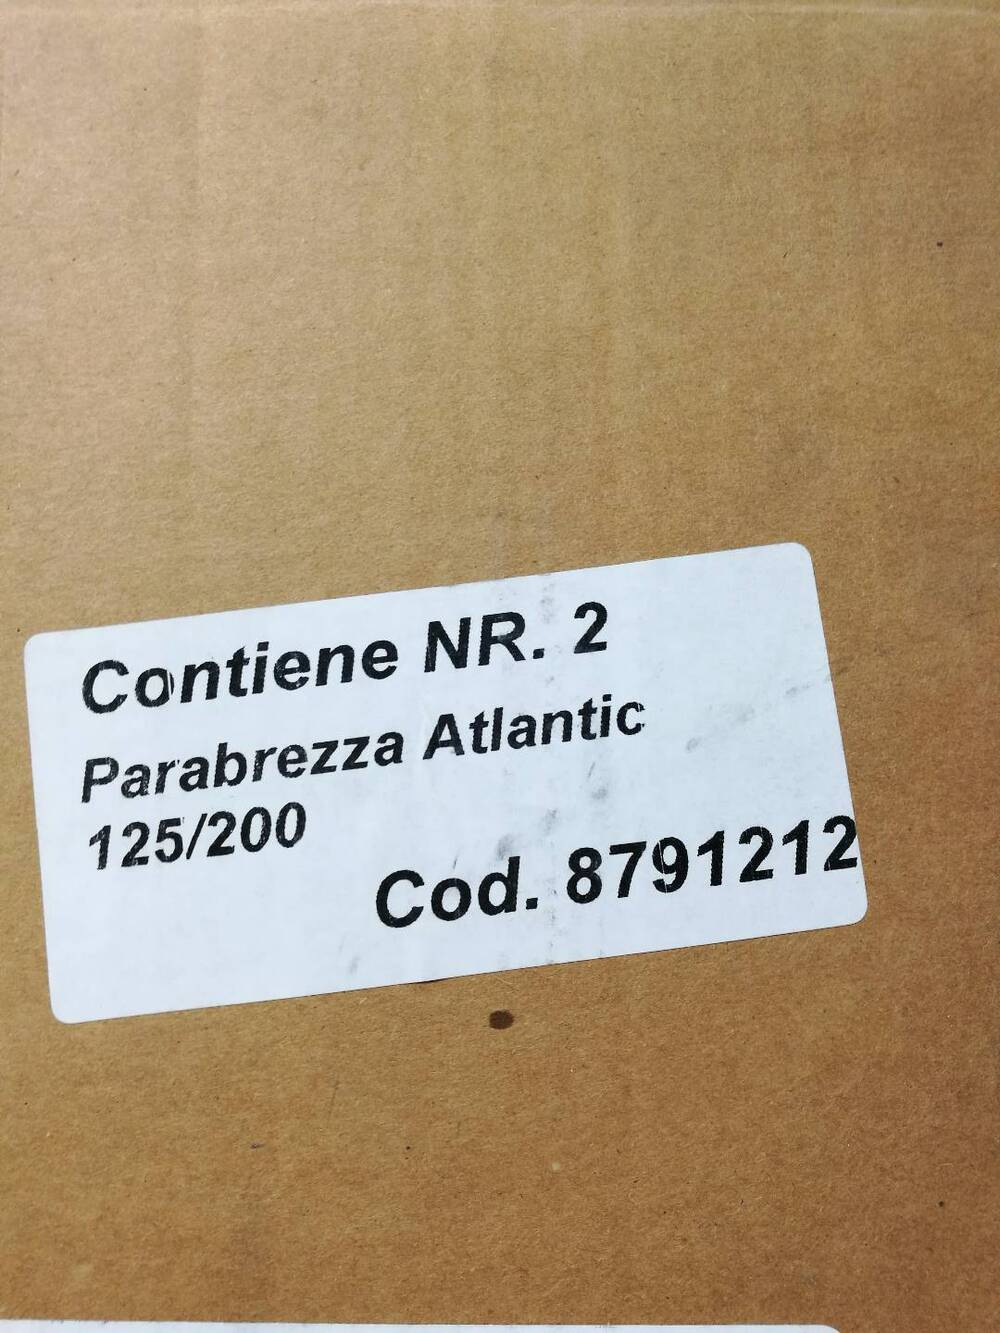 Contiene NR. 2
Parabrezza Atlantic
125/200
Cod. 8791212